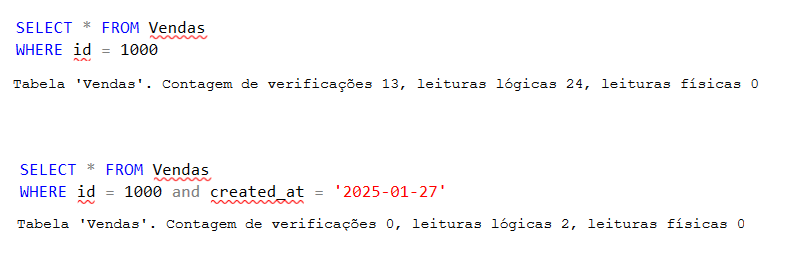 SELECT * FROM Vendas
WHERE id = 1000
Tabela 'Vendas'. Contagem de verificações 13, leituras lógicas 24, leituras físicas 0
SELECT * FROM Vendas
WHERE id = 1000 and created_at = '2025-01-27'
Tabela 'Vendas'. Contagem de verificações 0, leituras lógicas 2, leituras físicas 0